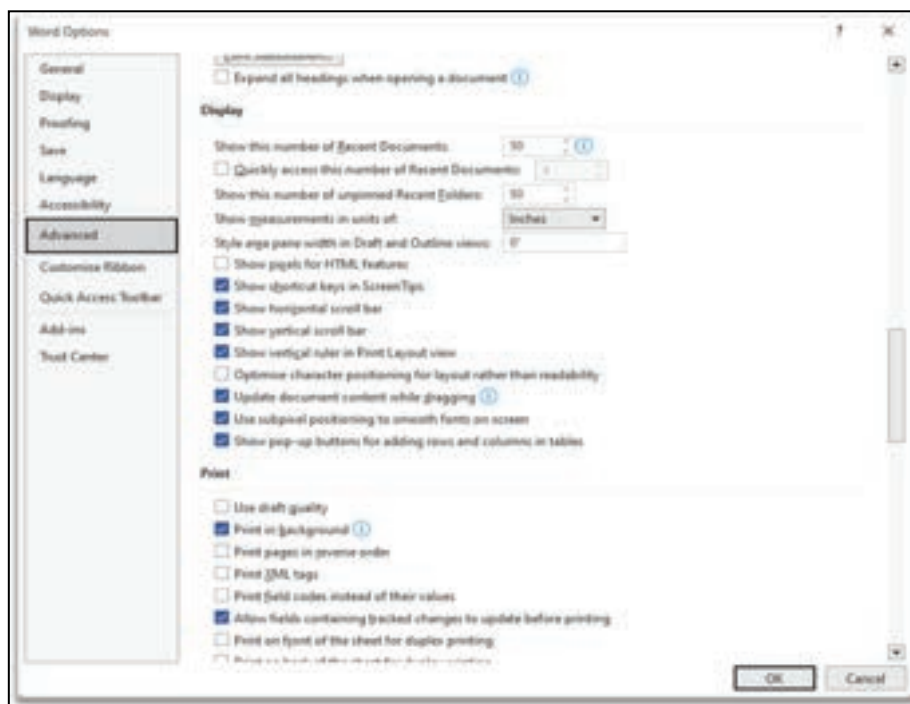 Word Options
?
General
Display
Proofing
Save
Language
Accessibility
Advanced
Customise Ribbon
Quick Access Toolbar
Add-ins
Trust Center
Expand all headings when opening a document
Display
Show this number of Recent Documents: 50
Quickly access this number of Recent Documents:
Show this number of unpinned Recent Folders: 50
Show measurements in units of: Inches
Style area pane width in Draft and Outline views: 0"
Show pixels for HTML features
Show shortcut keys in ScreenTips
Show horizontal scroll bar
Show vertical scroll bar
Show vertical ruler in Print Layout view
Optimise character positioning for layout rather than readability
Update document content while dragging
Use subpixel positioning to smooth fonts on screen
Show pop-up buttons for adding rows and columns in tables
Print
Use draft quality
Print in background
Print pages in reverse order
Print XML tags
Print field codes instead of their values
Allow fields containing tracked changes to update before printing
Print on front of the sheet for duplex printing
OK
Cancel